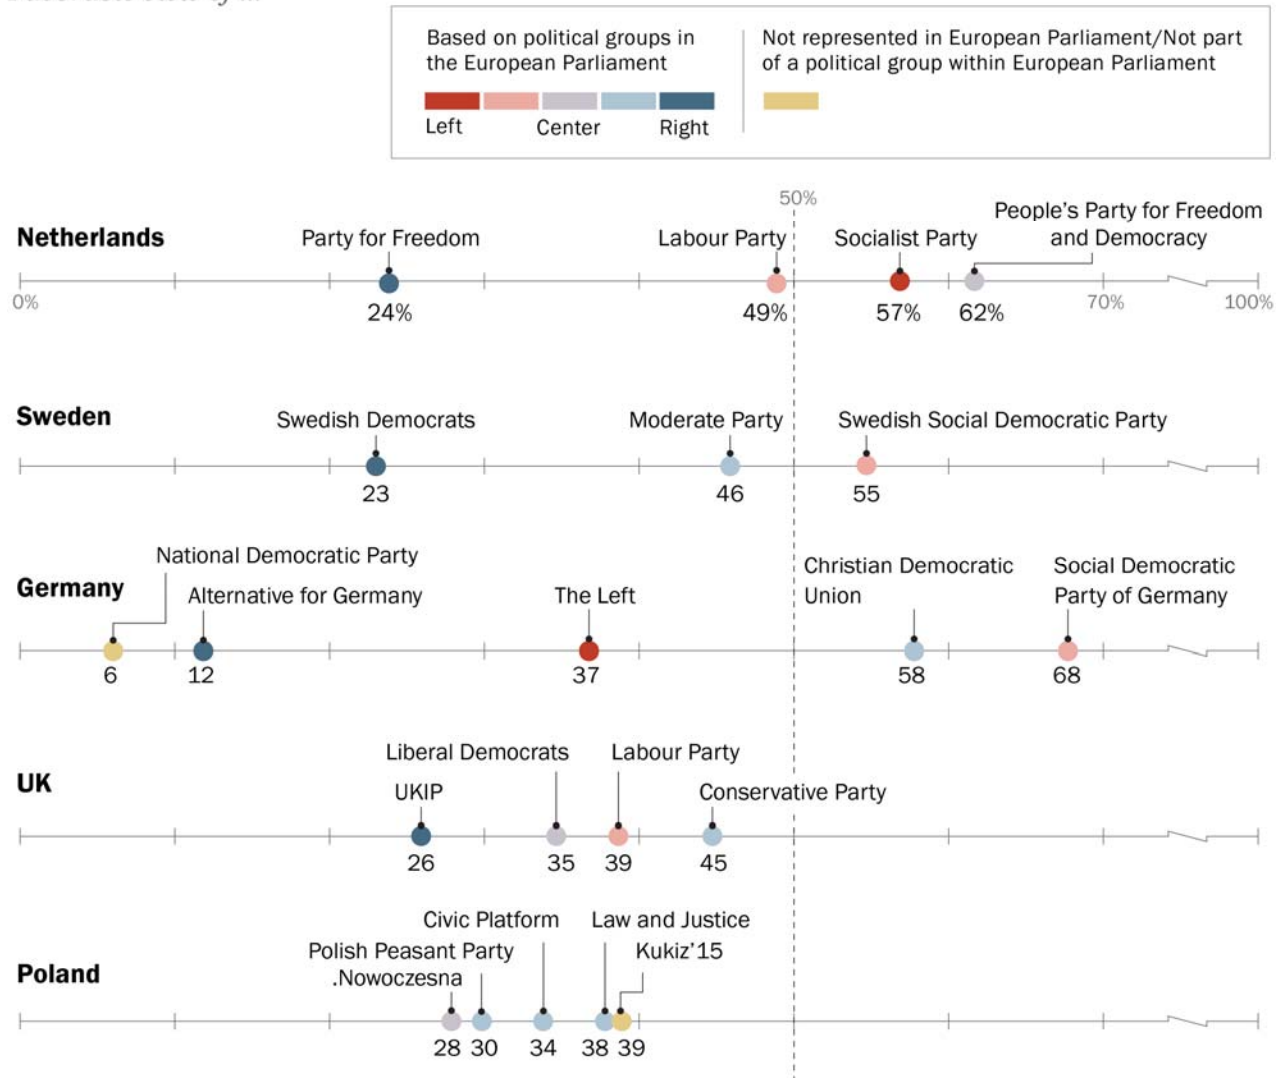 Based on political groups in
the European Parliament
Left
Center
Right
Not represented in European Parliament/Not part
of a political group within European Parliament
50%
Netherlands
Party for Freedom
Labour Party
Socialist Party
People's Party for Freedom
and Democracy
0%
24%
49%
57%
62%
70%
100%
Sweden
Swedish Democrats
Moderate Party
Swedish Social Democratic Party
23
46
55
Germany
National Democratic Party
Alternative for Germany
The Left
Christian Democratic
Union
Social Democratic
Party of Germany
6
12
37
58
68
UK
Liberal Democrats
Labour Party
UKIP
Conservative Party
26
35
39
45
Poland
Civic Platform
Law and Justice
Polish Peasant Party
Kukiz'15
.Nowoczesna
28
30
34
38
39